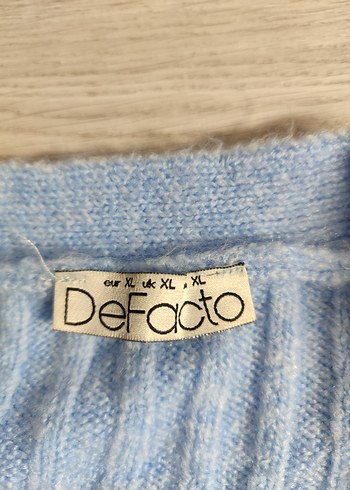 eur XL uk XL . XL
DeFacto